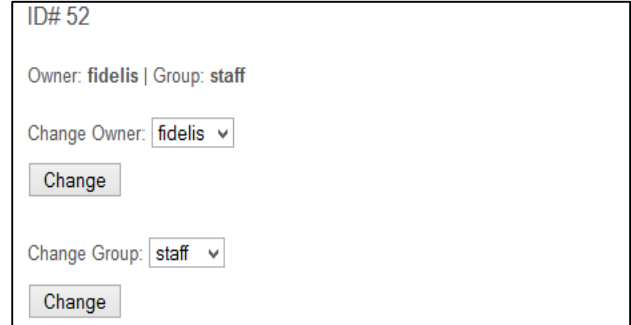 ID# 52
Owner: fidelis | Group: staff
Change Owner: fidelis
Change
Change Group: staff
Change